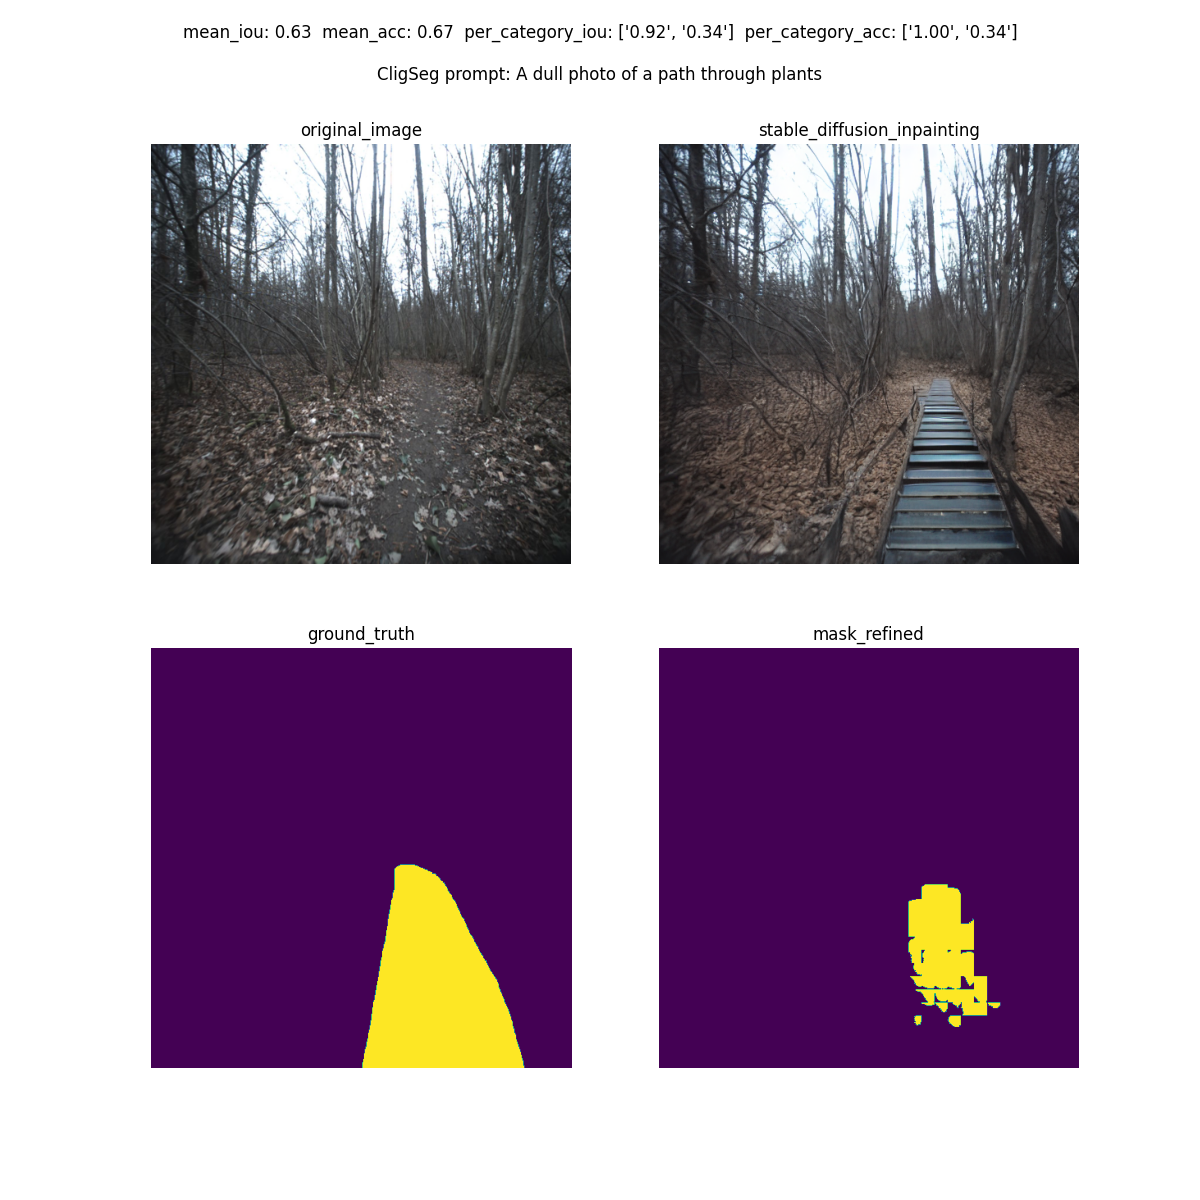 mean_iou: 0.63  mean_acc: 0.67  per_category_iou: ['0.92', '0.34']  per_category_acc: ['1.00', '0.34']
CligSeg prompt: A dull photo of a path through plants
original_image
stable_diffusion_inpainting
ground_truth
mask_refined